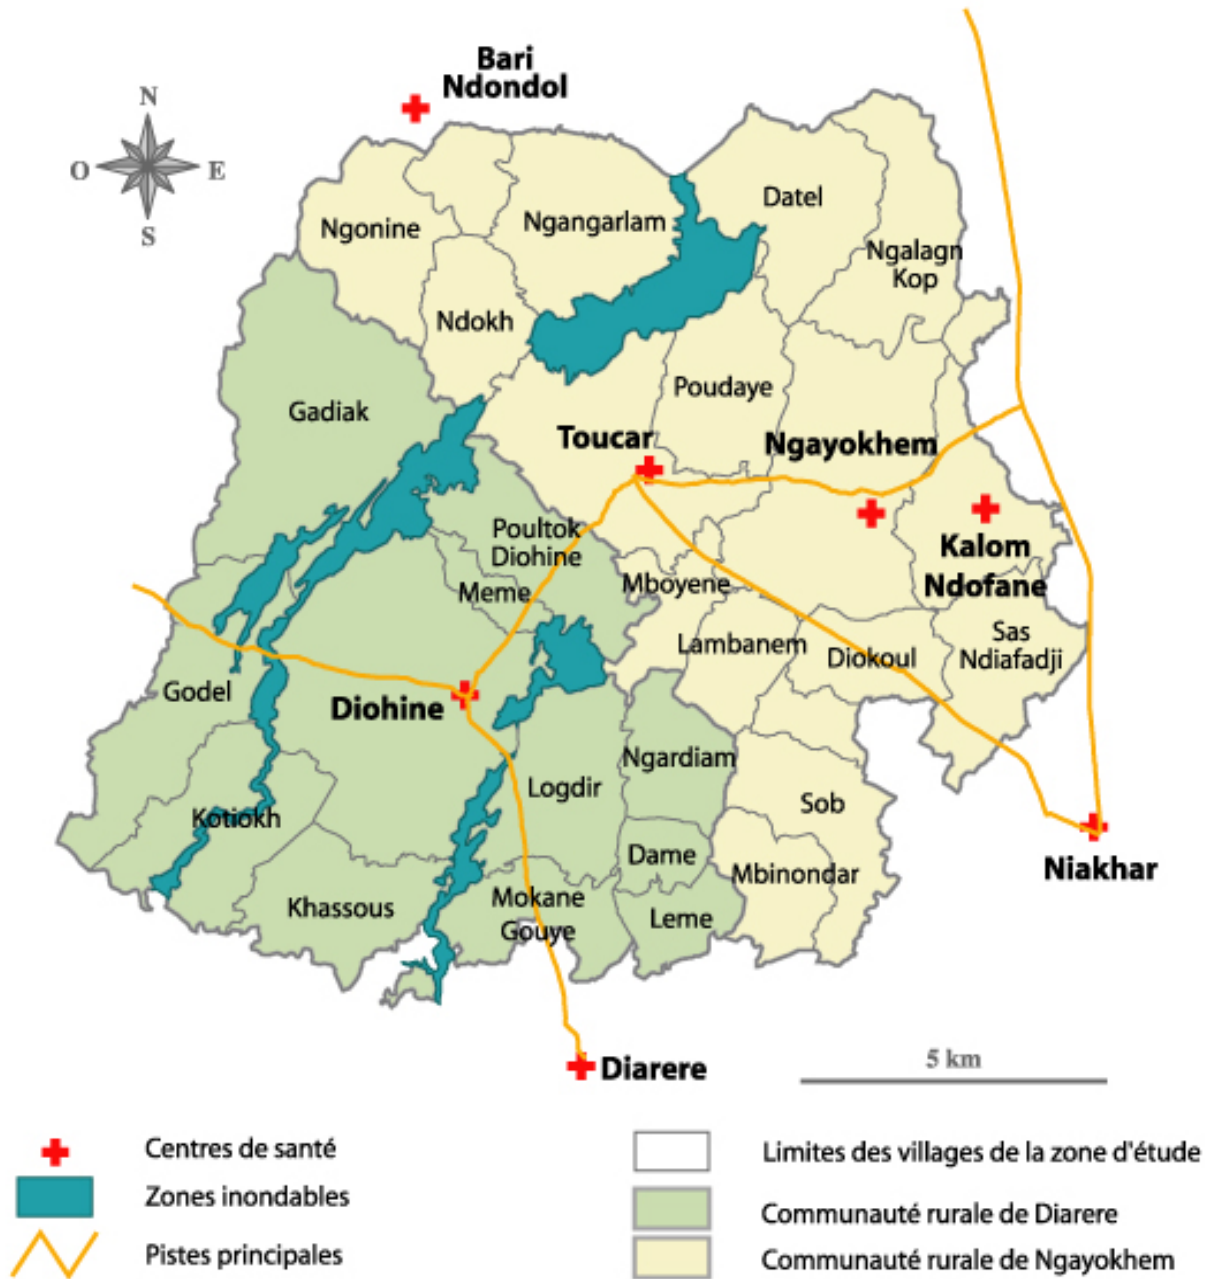 Bari
Ndondol
N
O
E
S
Datel
Ngonine
Ngangarlam
Ngalagn
Kop
Ndokh
Poudaye
Gadiak
Toucar
Ngayokhem
Poultok
Diohine
Kalom
Ndofane
Meme
Mboyene
Lambanem
Diokoul
Sas
Ndiafadji
Godel
Diohine
Ngardiam
Logdir
Sob
Kotiokh
Dame
Mbinondar
Niakhar
Khassous
Mokane
Gouye
Leme
Diarere
5 km
Centres de santé
Zones inondables
Pistes principales
Limites des villages de la zone d'étude
Communauté rurale de Diarere
Communauté rurale de Ngayokhem